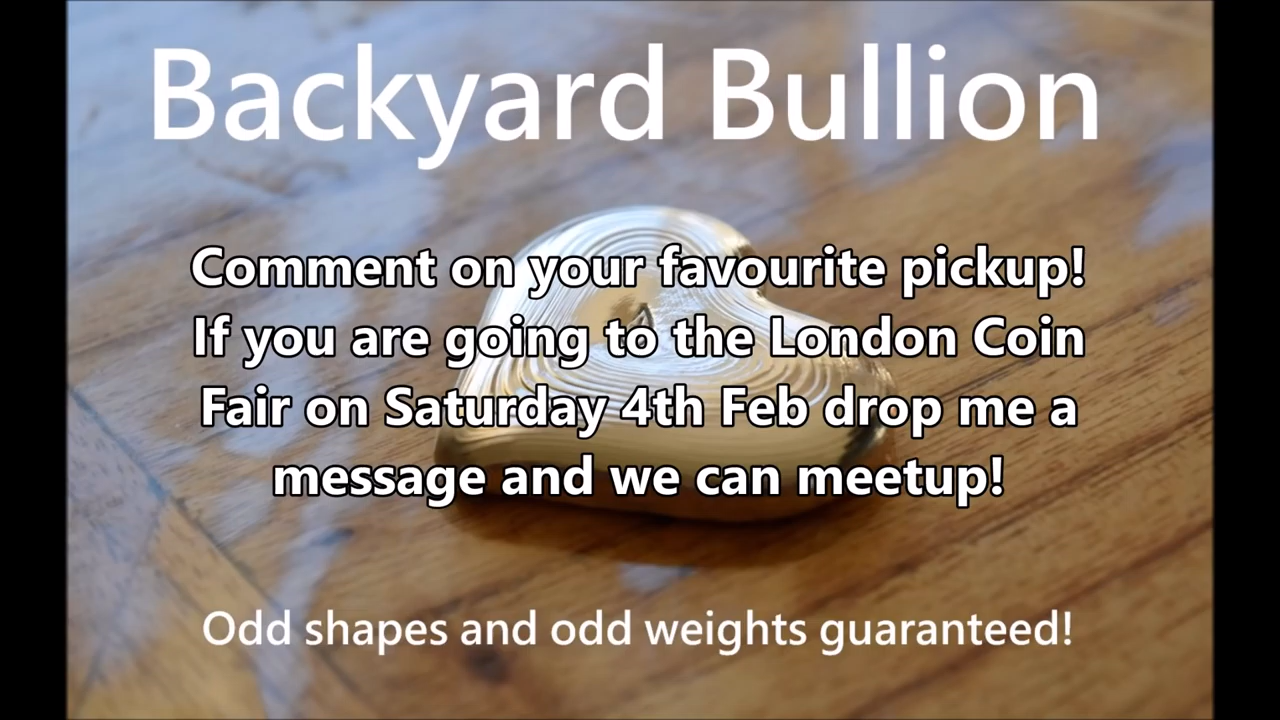 Backyard Bullion
Comment on your favourite pickup!
If you are going to the London Coin
Fair on Saturday 4th Feb drop me a
message and we can meetup!
Odd shapes and odd weights guaranteed!